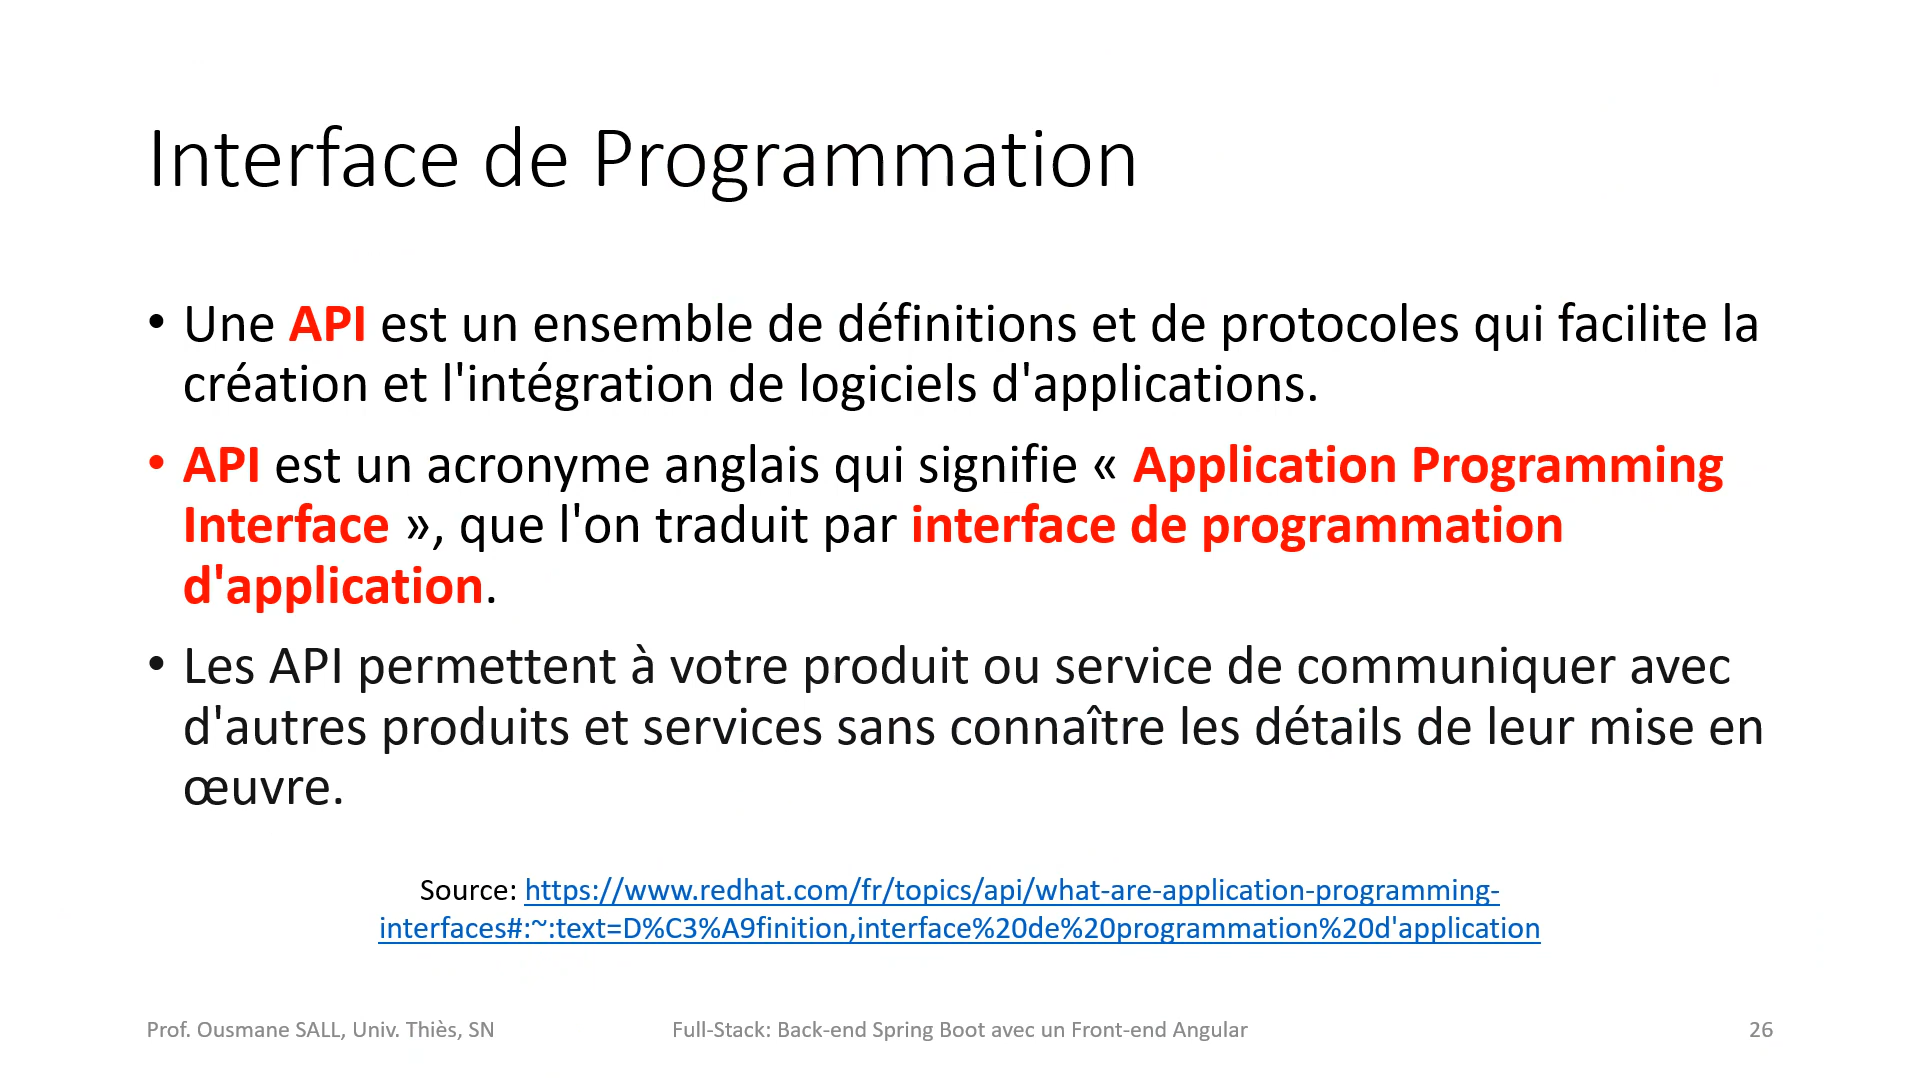 Interface de Programmation
• Une API est un ensemble de définitions et de protocoles qui facilite la
création et l'intégration de logiciels d'applications.
• API est un acronyme anglais qui signifie « Application Programming
Interface », que l'on traduit par interface de programmation
d'application.
• Les API permettent à votre produit ou service de communiquer avec
d'autres produits et services sans connaître les détails de leur mise en
œuvre.
Source: https://www.redhat.com/fr/topics/api/what-are-application-programming-
interfaces#:~:text=D%C3%A9finition,interface%20de%20programmation%20d'application
Prof. Ousmane SALL, Univ. Thiès, SN
Full-Stack: Back-end Spring Boot avec un Front-end Angular
26